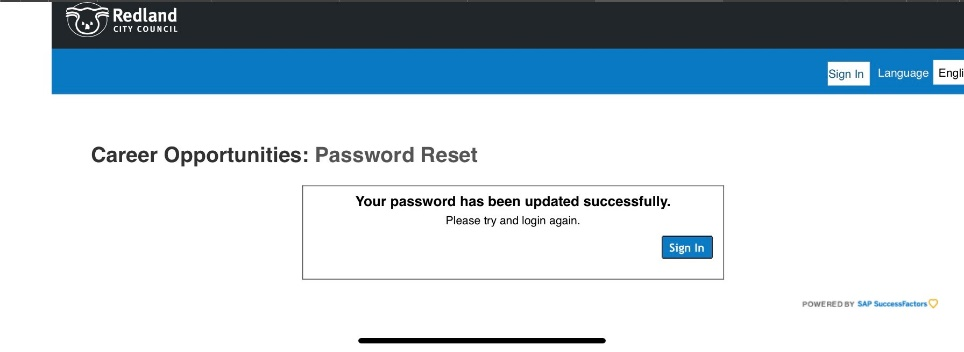 Redland
CITY COUNCIL
Sign In Language Engli
Career Opportunities: Password Reset
Your password has been updated successfully.
Please try and login again.
Sign In
POWERED BY SAP SuccessFactors